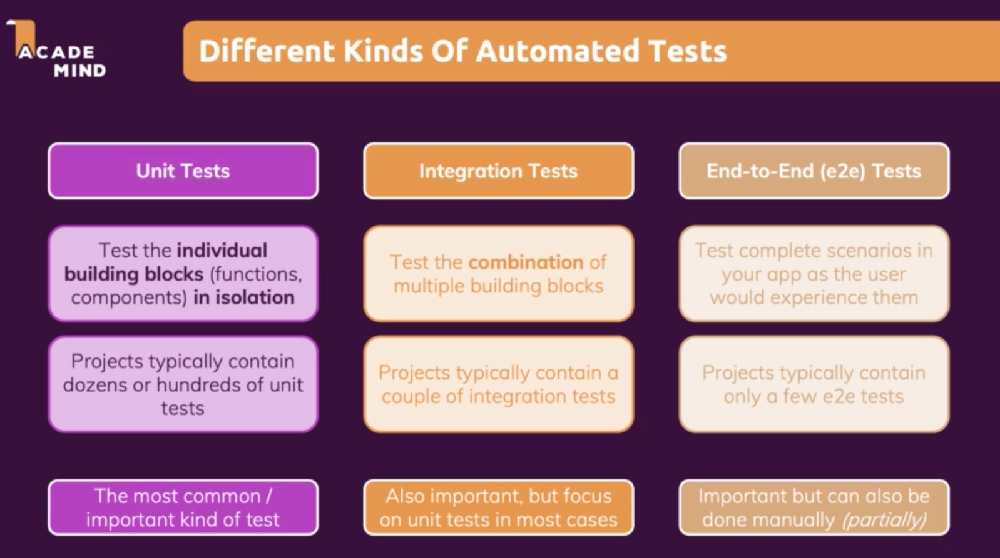 ACADE
MIND
Different Kinds Of Automated Tests
Unit Tests
Test the individual
building blocks (functions,
components) in isolation
Projects typically contain
dozens or hundreds of unit
tests
The most common /
important kind of test
Integration Tests
Test the combination of
multiple building blocks
Projects typically contain a
couple of integration tests
Also important, but focus
on unit tests in most cases
End-to-End (e2e) Tests
Test complete scenarios in
your app as the user
would experience them
Projects typically contain
only a few e2e tests
Important but can also be
done manually (partially)